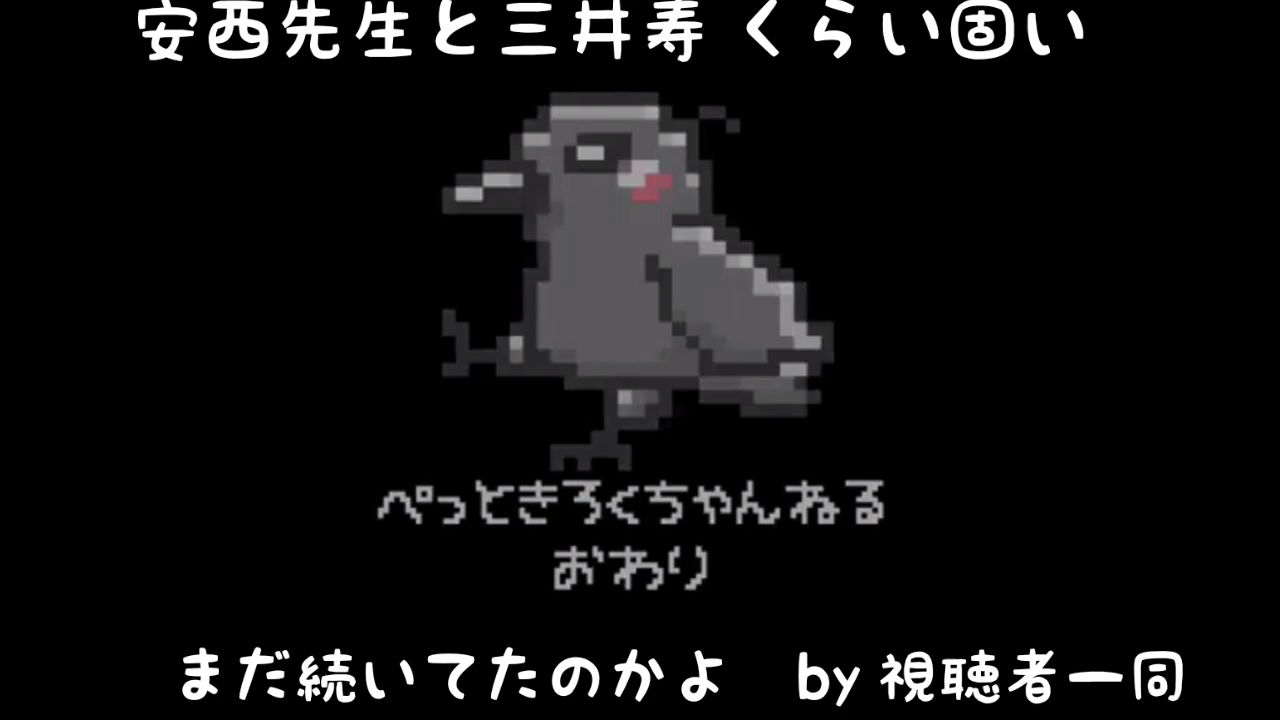 安西先生と三井寿 くらい固い
ぺっときろくちゃんねる
おわり
まだ続いてたのかよ by 視聴者一同